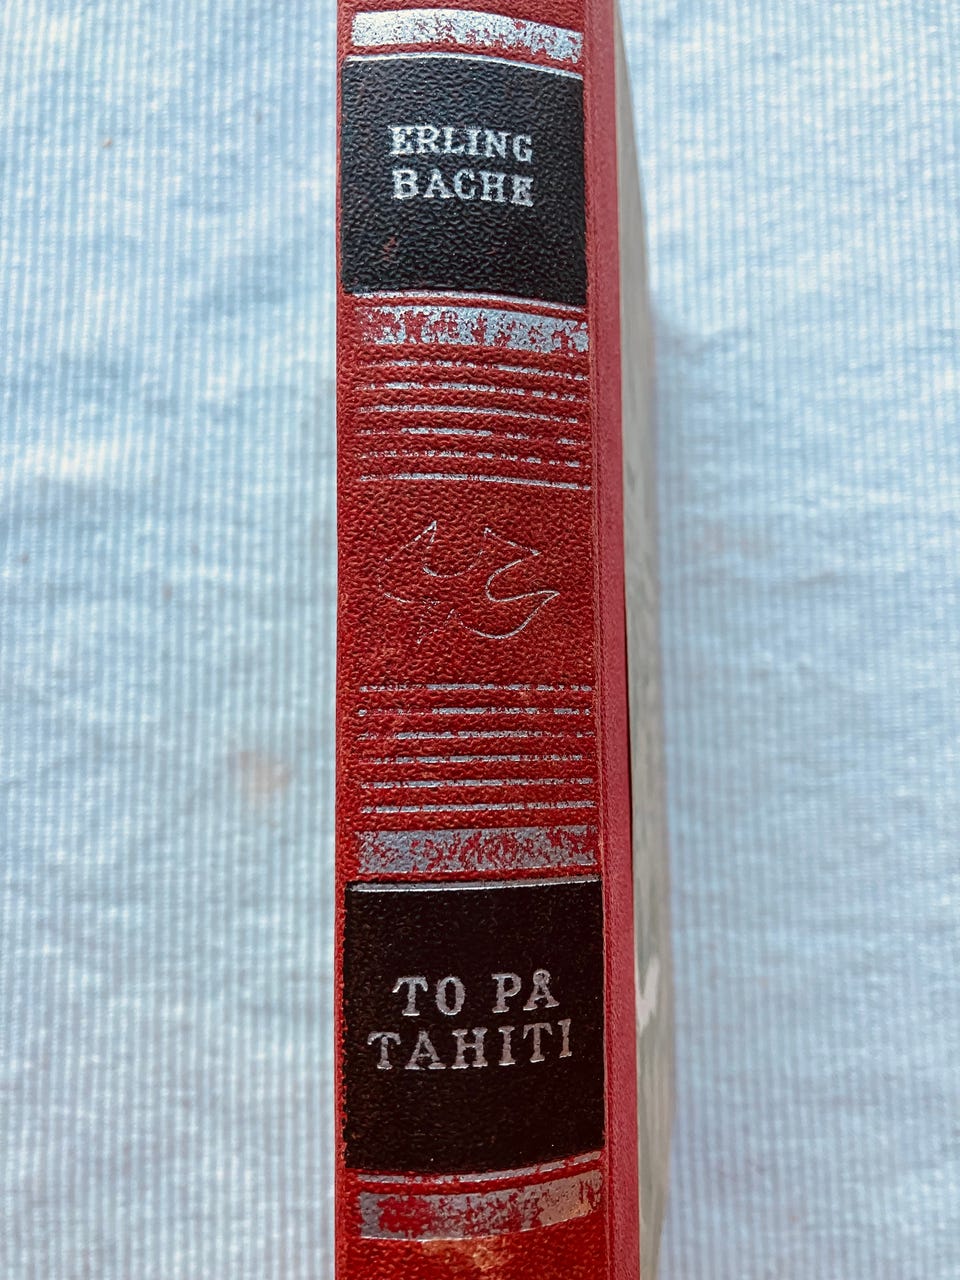 ERLING
BACHE
TO PÅ
TAHITI